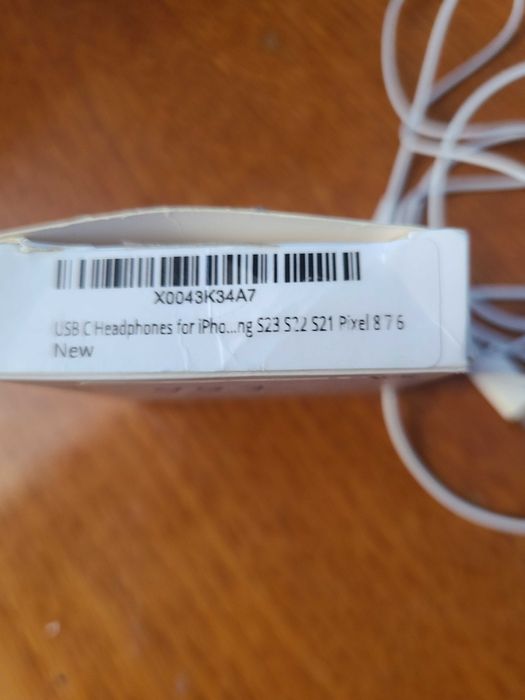 X0043K34A7
USB C Headphones for iPho...ng S23 S22 S21 Pixel 8 7 6
New